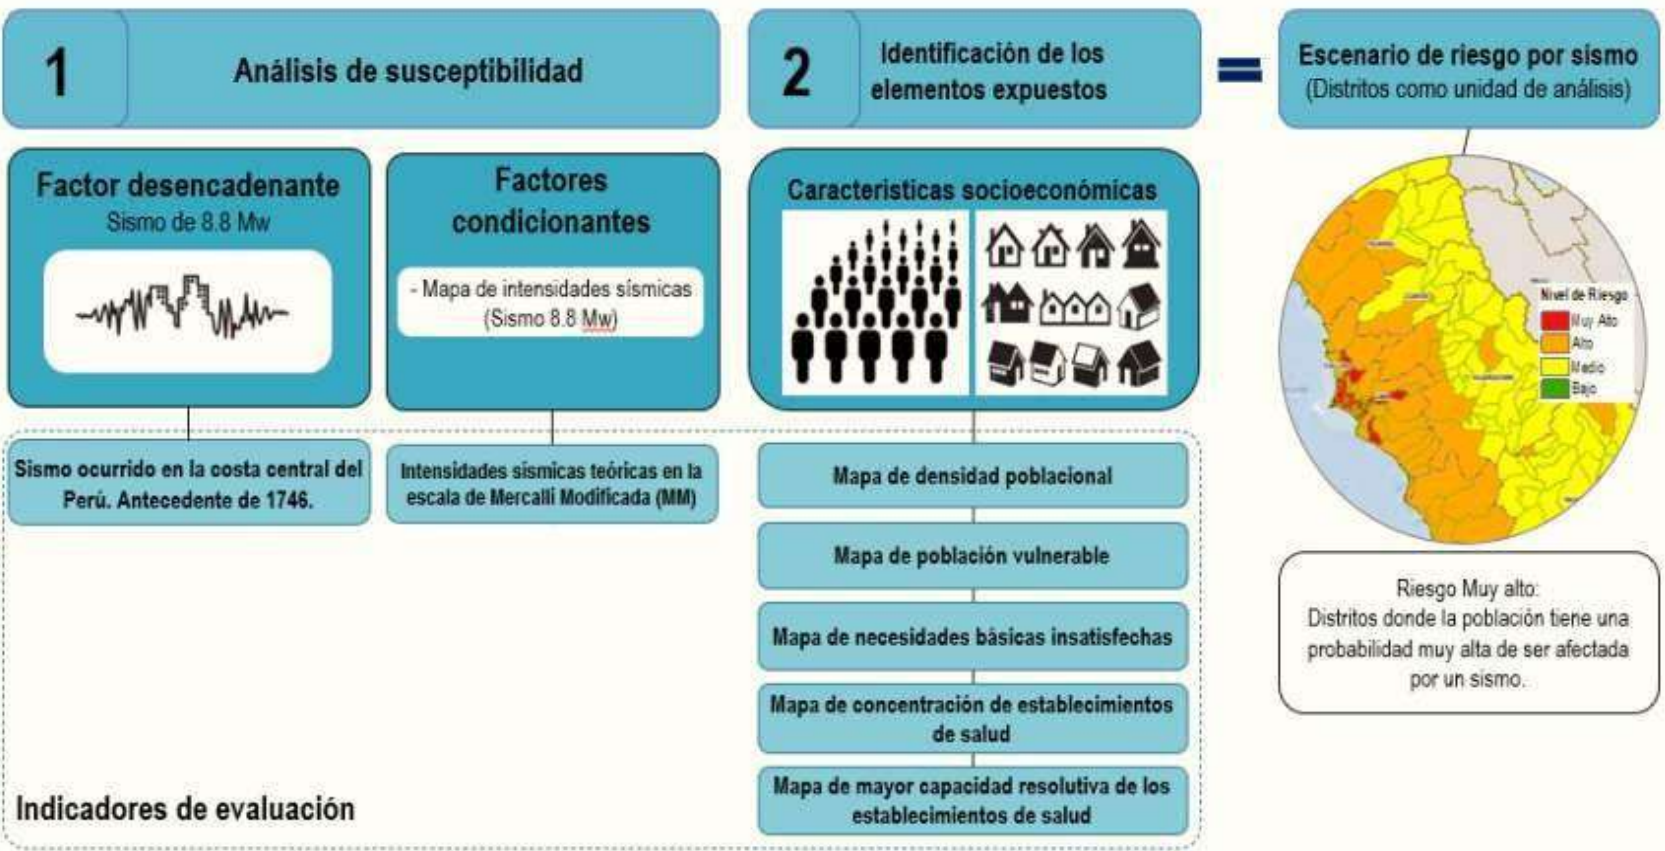 1
Análisis de susceptibilidad
2
Identificación de los
elementos expuestos
Escenario de riesgo por sismo
(Distritos como unidad de análisis)
Factor desencadenante
Sismo de 8.8 Mw
Factores
condicionantes
- Mapa de intensidades sísmicas
(Sismo 8.8 Mw)
Caracteristicas socioeconómicas
Nivel de Riesgo
Muy Alto
Alto
Medio
Bajo
Sismo ocurrido en la costa central del
Perú. Antecedente de 1746.
Intensidades sísmicas teóricas en la
escala de Mercalli Modificada (MM)
Mapa de densidad poblacional
Mapa de población vulnerable
Mapa de necesidades básicas insatisfechas
Mapa de concentración de establecimientos
de salud
Mapa de mayor capacidad resolutiva de los
establecimientos de salud
Indicadores de evaluación
Riesgo Muy alto:
Distritos donde la población tiene una
probabilidad muy alta de ser afectada
por un sismo.